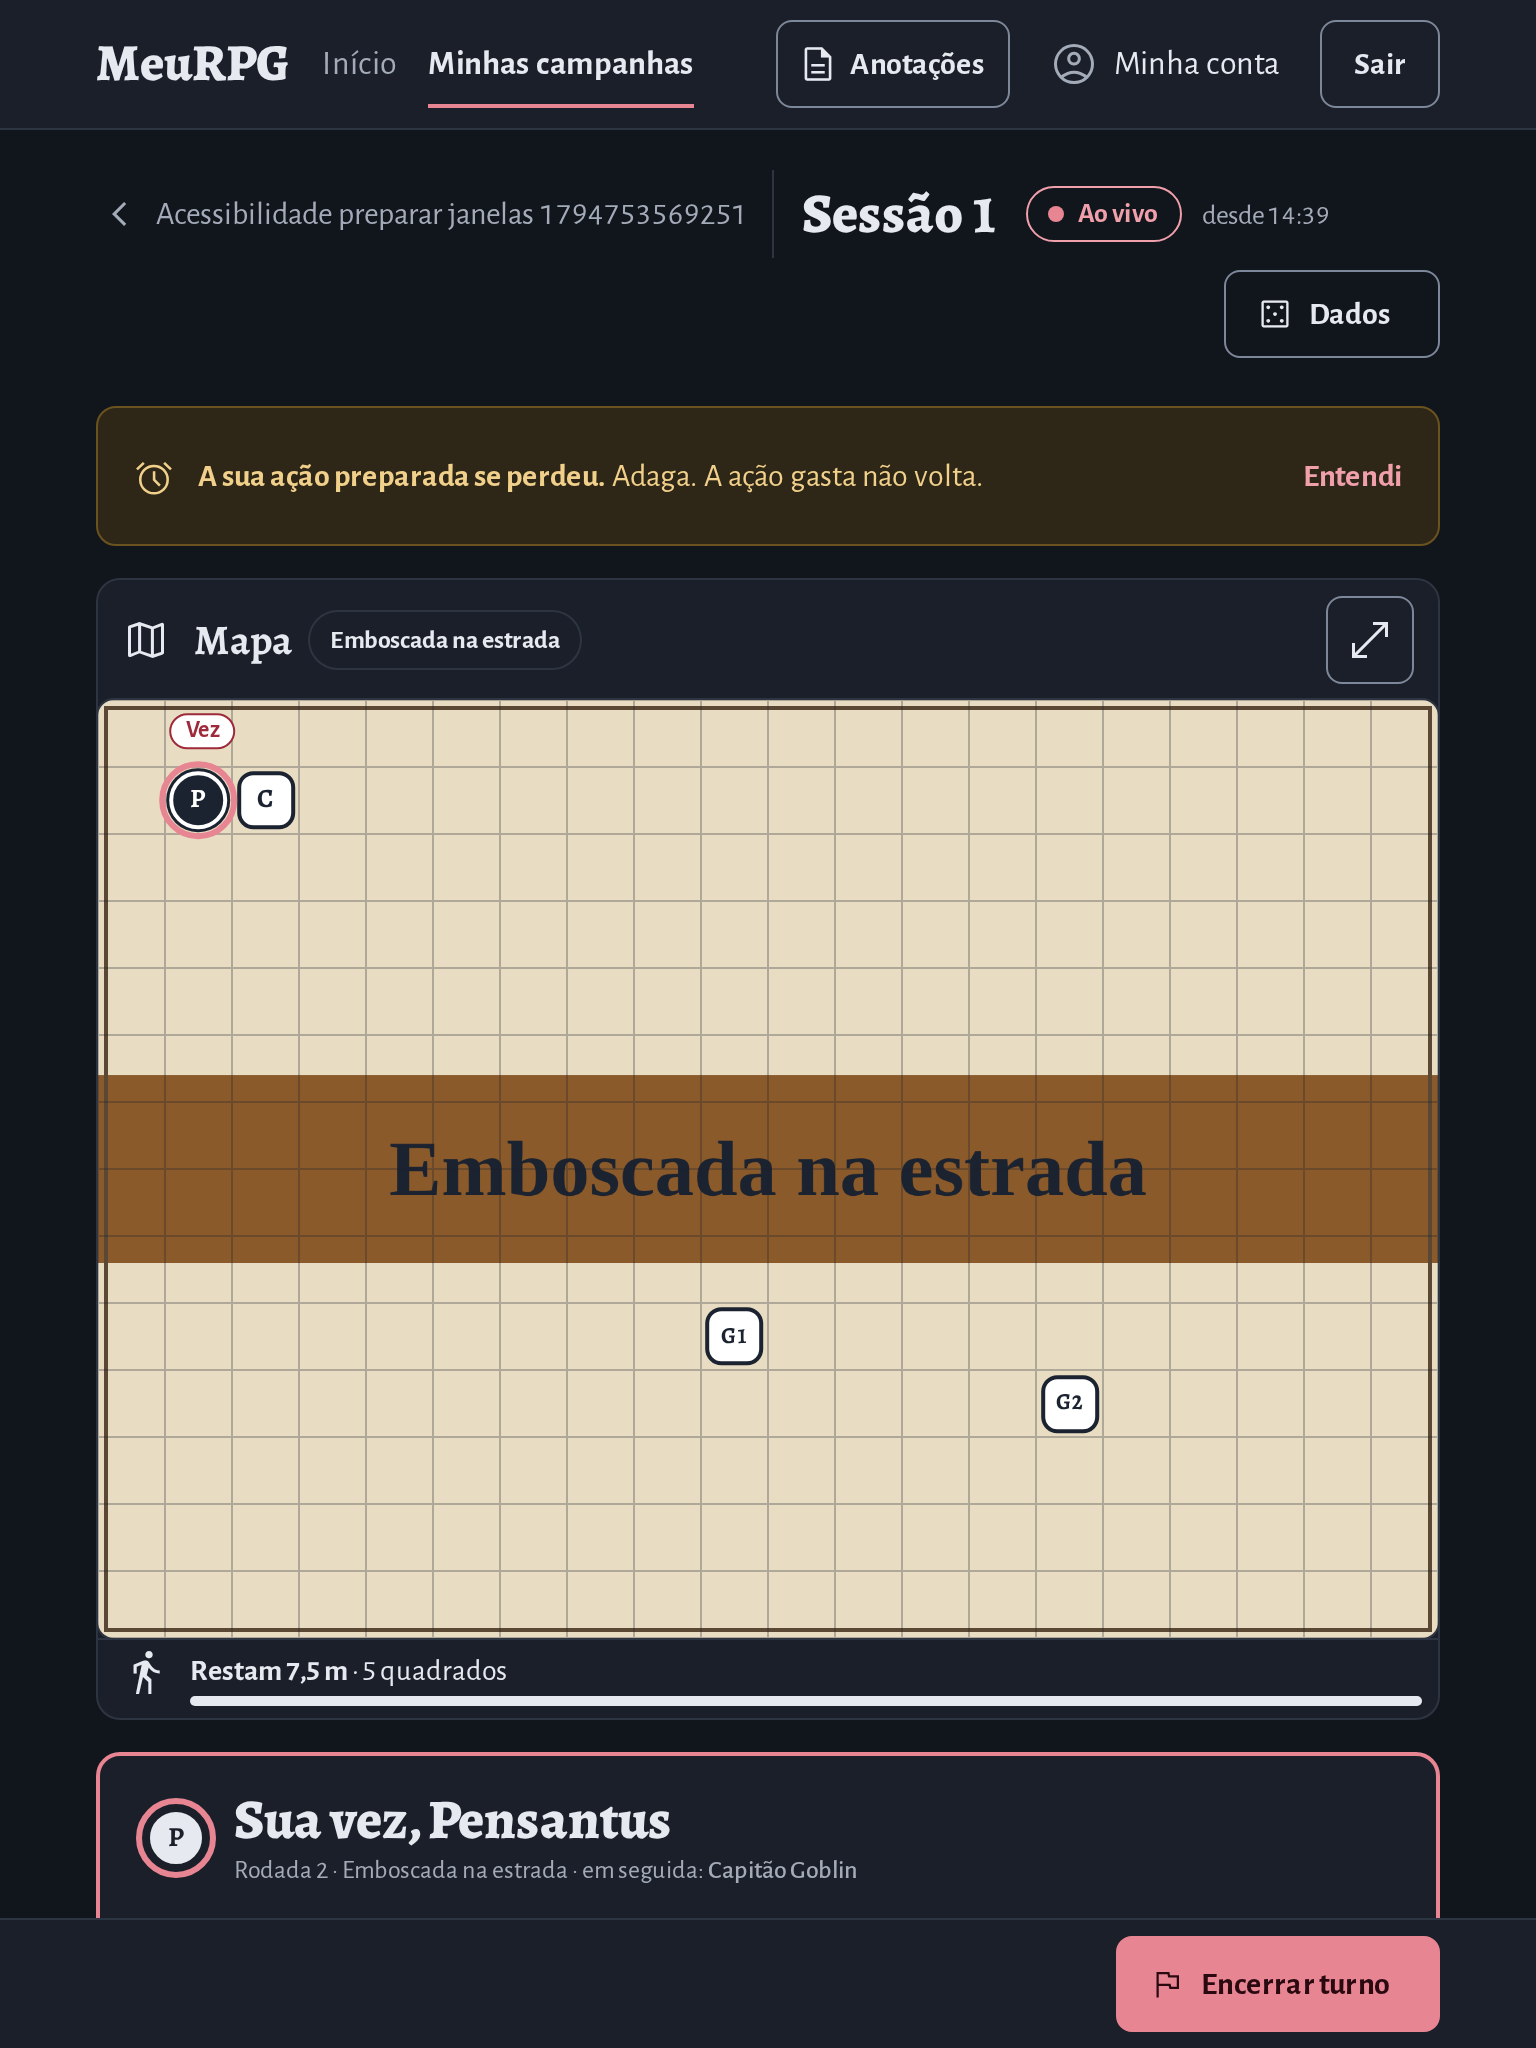 MeuRPG Início Minhas campanhas Anotações Minha conta Sair
Acessibilidade preparar janelas 1794753569251 Sessão 1 Ao vivo desde 14:39
Dados
A sua ação preparada se perdeu. Adaga. A ação gasta não volta. Entendi
Mapa Emboscada na estrada
Vez
P C
Emboscada na estrada
G1
G2
Restam 7,5 m · 5 quadrados
P Sua vez, Pensantus
Rodada 2 · Emboscada na estrada · em seguida: Capitão Goblin
Encerrar turno